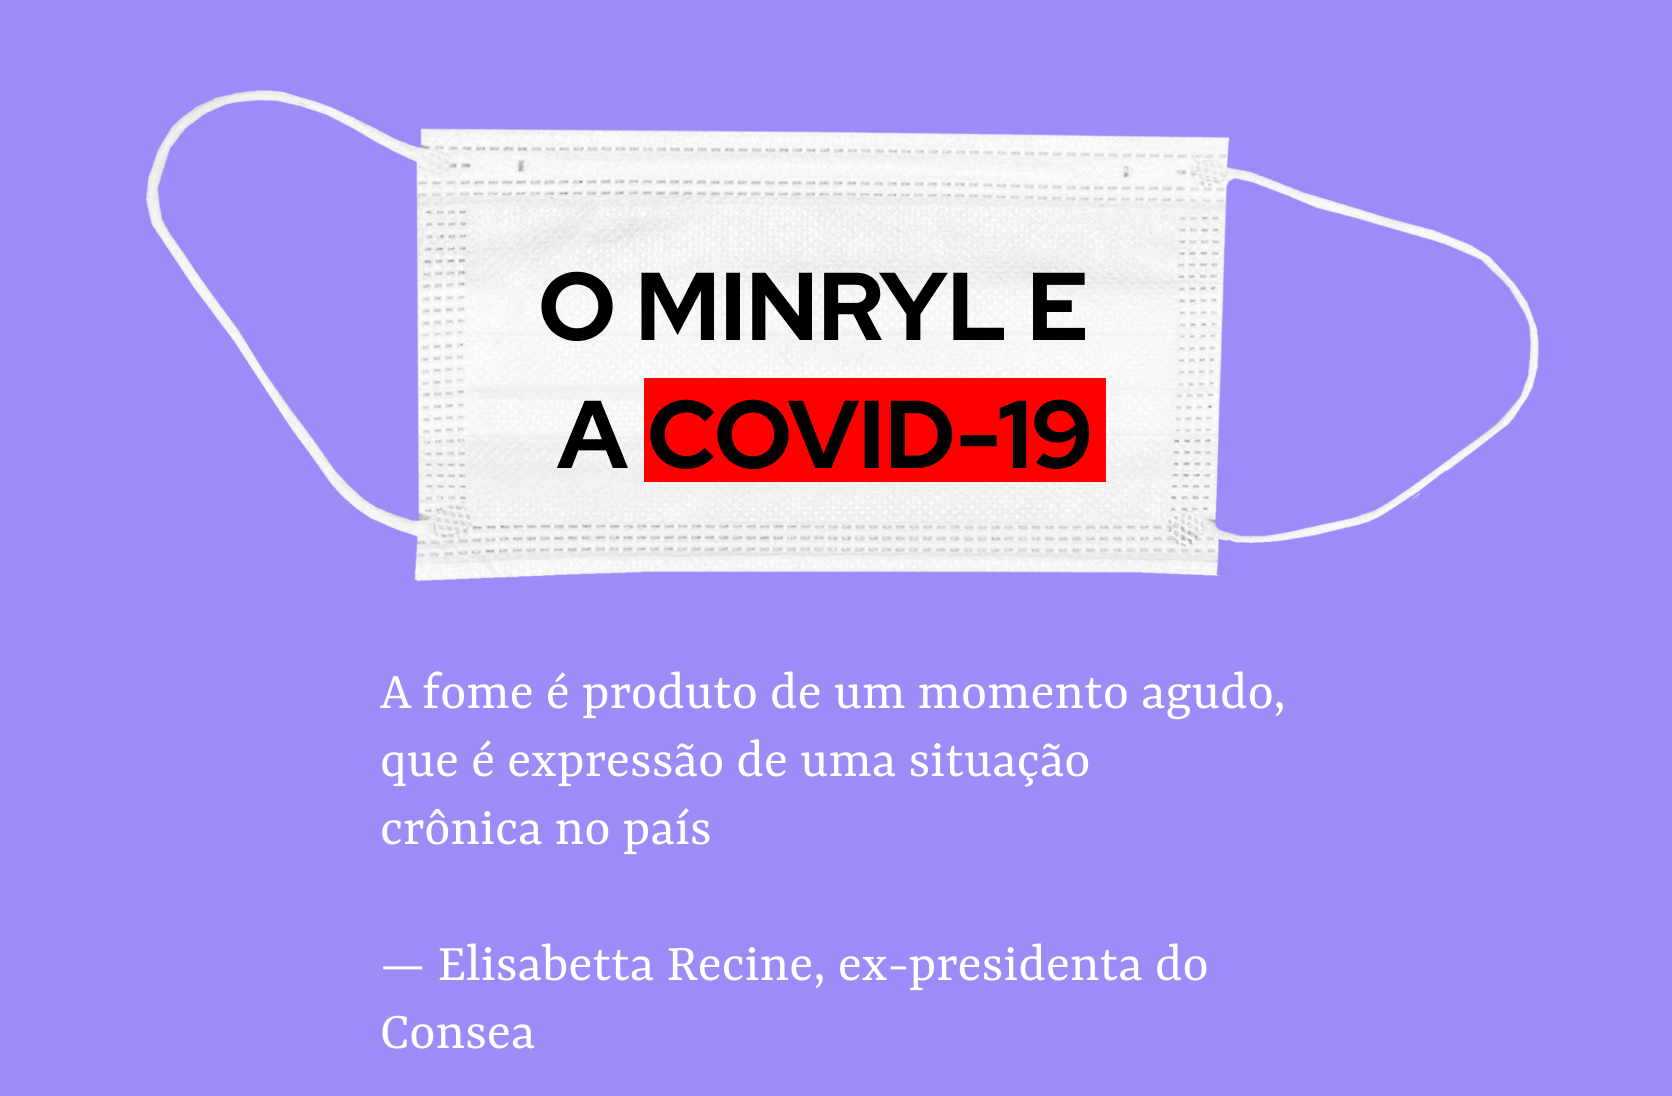 O MINRYL E
A COVID-19
A fome é produto de um momento agudo,
que é expressão de uma situação
crônica no país
— Elisabetta Recine, ex-presidenta do
Consea